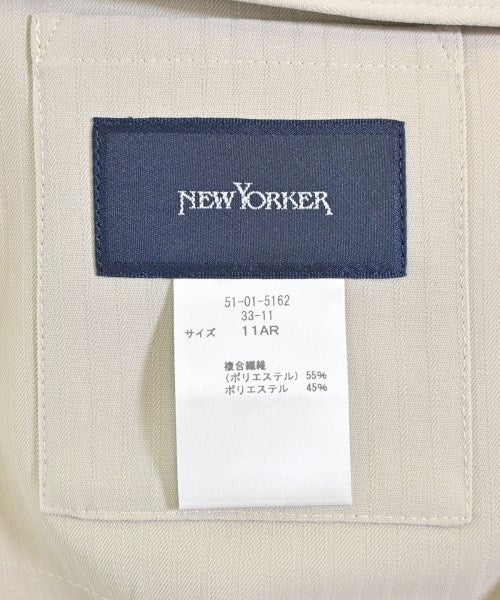 NEWYORKER
51-01-5162
33-11
サイズ 11AR
複合繊維
(ポリエステル) 55%
ポリエステル 45%